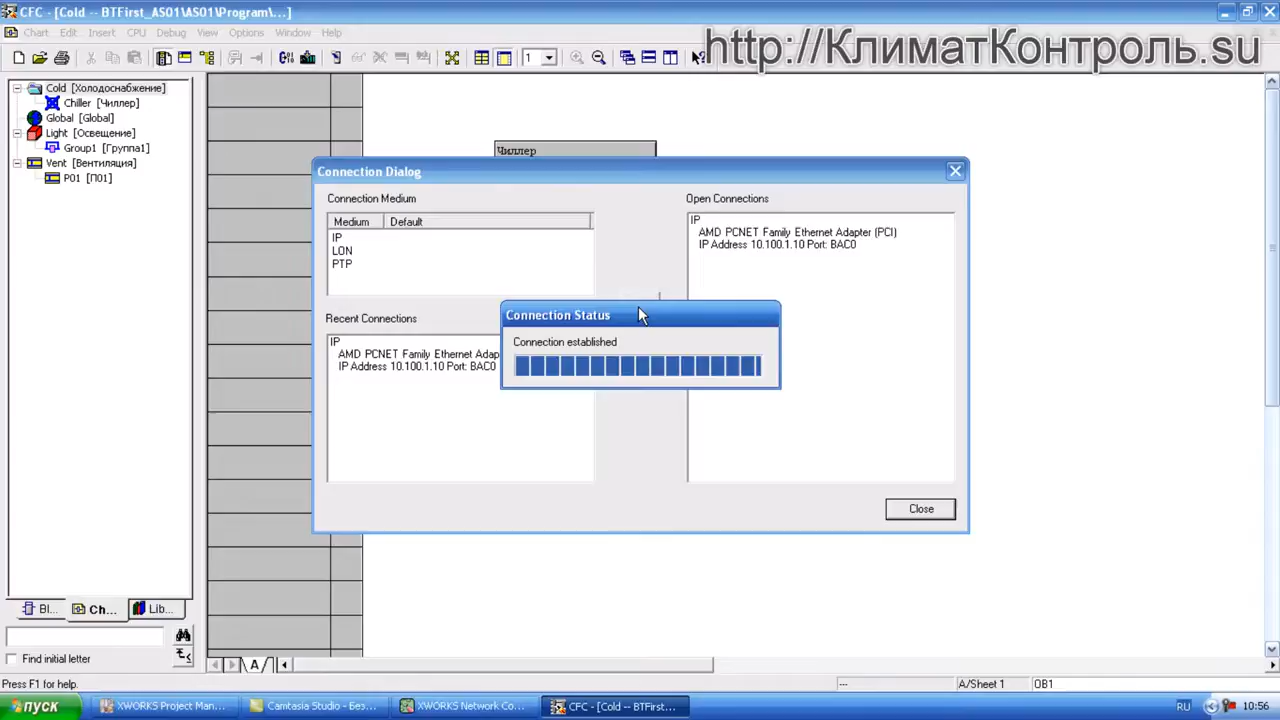 CFC - [Cold -- BTFirst_AS01\AS01\Program\...]
Chart Edit Insert CPU Debug View Options Window Help
http://КлиматКонтроль.su
1
Cold [Холодоснабжение]
Chiller [Чиллер]
Global [Global]
Light [Освещение]
Group1 [Группа1]
Vent [Вентиляция]
P01 [П01]
Чиллер
Connection Dialog
Connection Medium
Medium Default
IP
LON
PTP
Open Connections
IP
AMD PCNET Family Ethernet Adapter (PCI)
IP Address 10.100.1.10 Port: BAC0
Recent Connections
IP
AMD PCNET Family Ethernet Adap
IP Address 10.100.1.10 Port: BAC0
Connection Status
Connection established
Close
Bl... Ch... Lib...
Find initial letter
A
Press F1 for help.
--- A/Sheet 1 OB1
пуск
XWORKS Project Man...
Camtasia Studio - Без...
XWORKS Network Co...
CFC - [Cold -- BTFirs...
RU
10:56